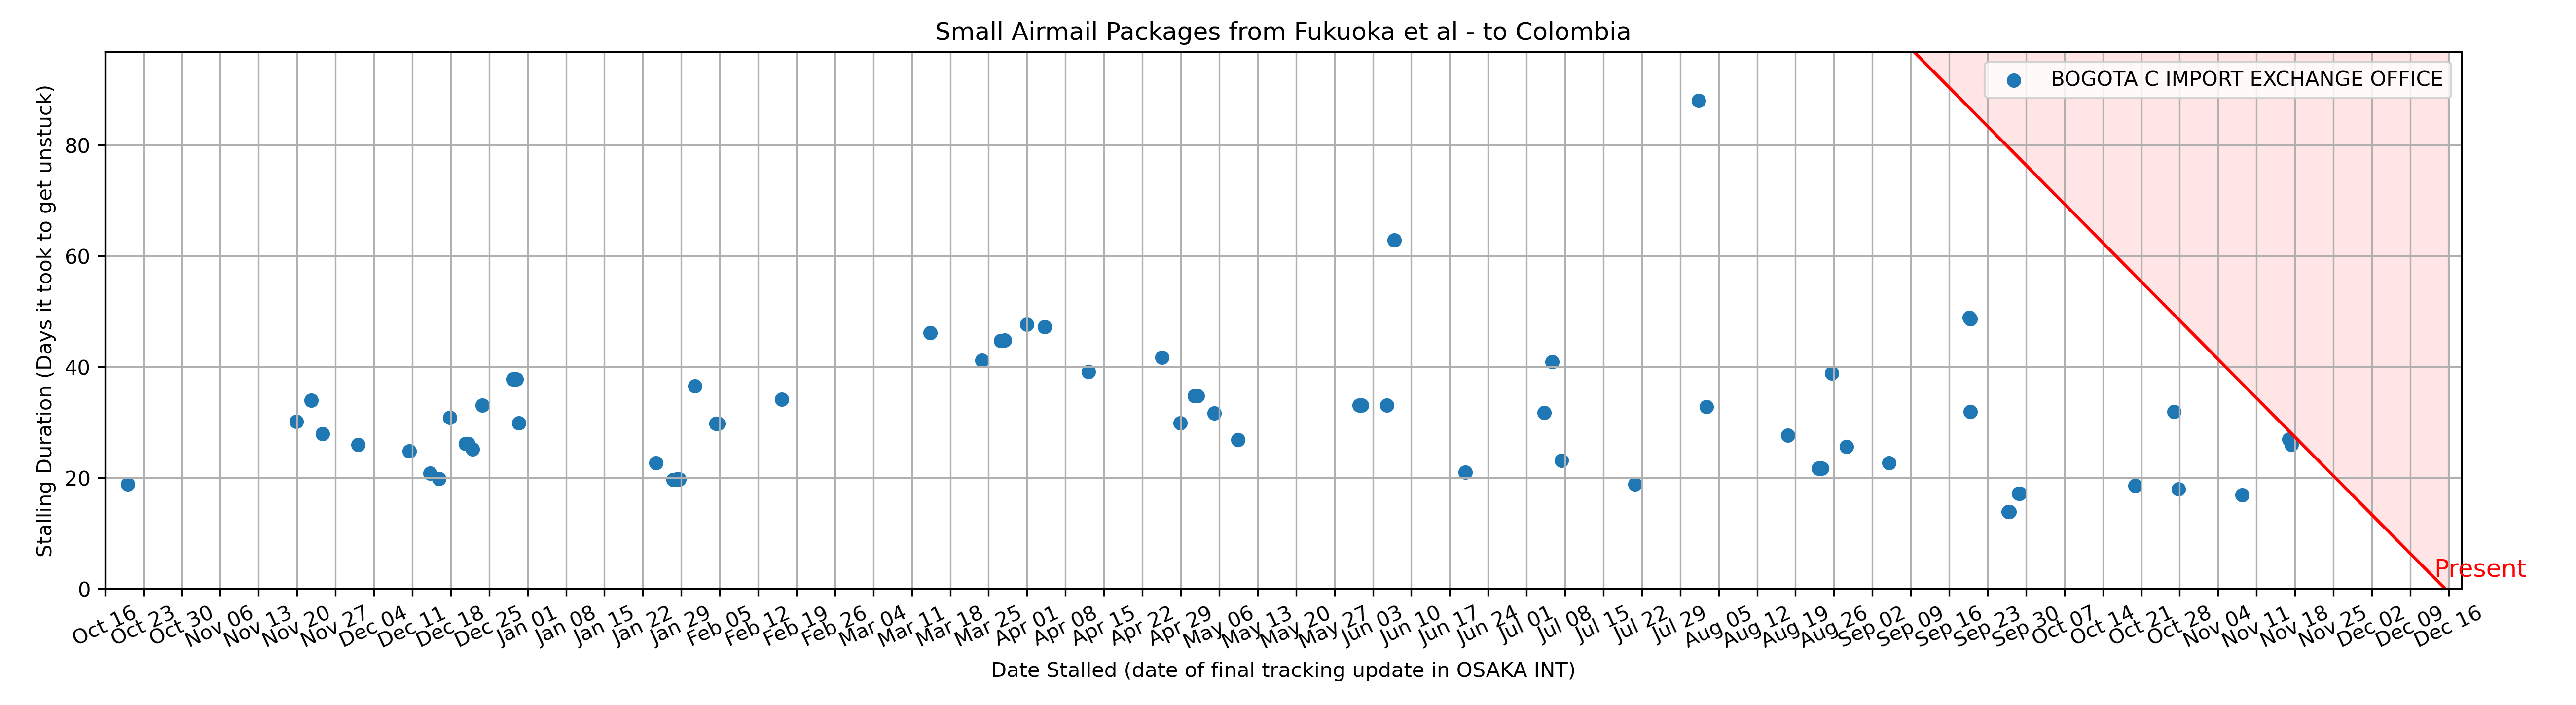 Small Airmail Packages from Fukuoka et al - to Colombia
BOGOTA C IMPORT EXCHANGE OFFICE
Stalling Duration (Days it took to get unstuck)
80
60
40
20
0
Present
Oct 16
Oct 23
Oct 30
Nov 06
Nov 13
Nov 20
Nov 27
Dec 04
Dec 11
Dec 18
Dec 25
Jan 01
Jan 08
Jan 15
Jan 22
Jan 29
Feb 05
Feb 12
Feb 19
Feb 26
Mar 04
Mar 11
Mar 18
Mar 25
Apr 01
Apr 08
Apr 15
Apr 22
Apr 29
May 06
May 13
May 20
May 27
Jun 03
Jun 10
Jun 17
Jun 24
Jul 01
Jul 08
Jul 15
Jul 22
Jul 29
Aug 05
Aug 12
Aug 19
Aug 26
Sep 02
Sep 09
Sep 16
Sep 23
Sep 30
Oct 07
Oct 14
Oct 21
Oct 28
Nov 04
Nov 11
Nov 18
Nov 25
Dec 02
Dec 09
Dec 16
Date Stalled (date of final tracking update in OSAKA INT)